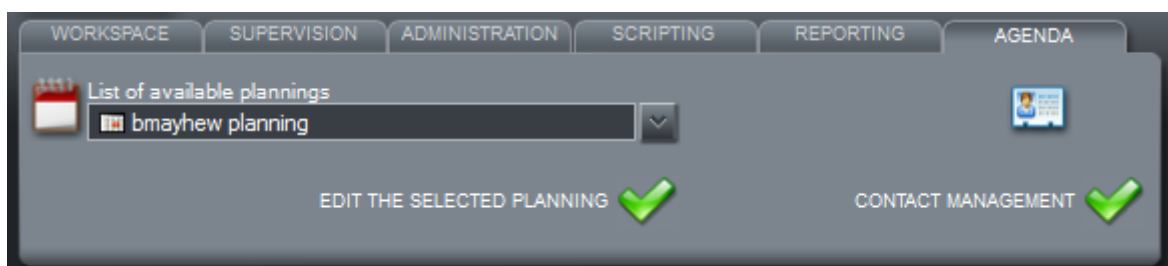 WORKSPACE SUPERVISION ADMINISTRATION SCRIPTING REPORTING AGENDA
List of available plannings
bmayhew planning
EDIT THE SELECTED PLANNING CONTACT MANAGEMENT